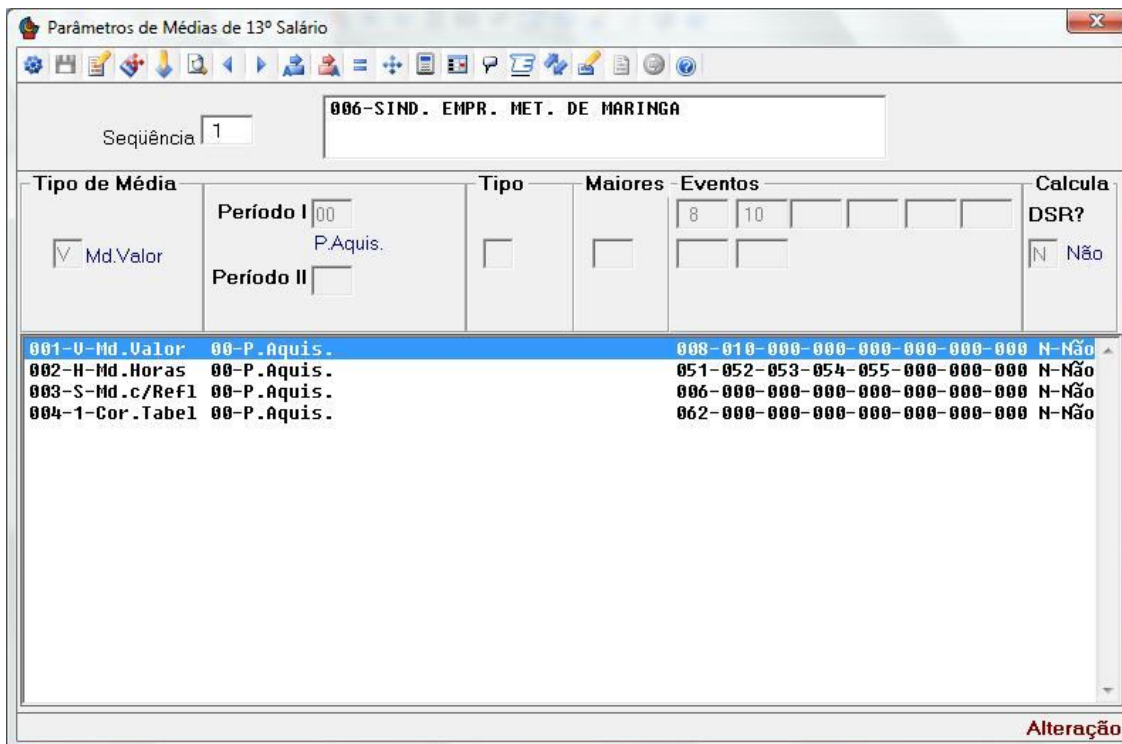 Parâmetros de Médias de 13º Salário
Seqüência 1
006-SIND. EMPR. MET. DE MARINGA
Tipo de Média Tipo Maiores Eventos Calcula
Período I 00 8 10 DSR?
V Md.Valor P.Aquis. N Não
Período II
001-V-Md.Valor 00-P.Aquis. 008-010-000-000-000-000-000-000 N-Não
002-H-Md.Horas 00-P.Aquis. 051-052-053-054-055-000-000-000 N-Não
003-S-Md.c/Refl 00-P.Aquis. 006-000-000-000-000-000-000-000 N-Não
004-1-Cor.Tabel 00-P.Aquis. 062-000-000-000-000-000-000-000 N-Não
Alteração